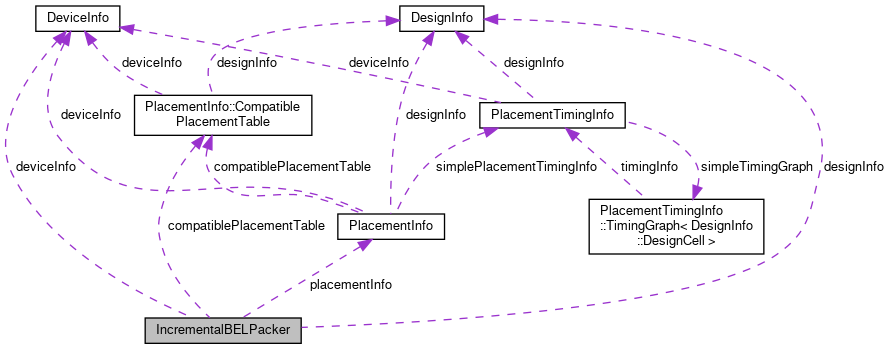 DeviceInfo
DesignInfo
deviceInfo
designInfo
deviceInfo
designInfo
PlacementInfo::Compatible
PlacementTable
deviceInfo
designInfo
PlacementTimingInfo
deviceInfo
compatiblePlacementTable
simplePlacementTimingInfo
timingInfo
simpleTimingGraph
designInfo
compatiblePlacementTable
PlacementInfo
PlacementTimingInfo
::TimingGraph< DesignInfo
::DesignCell >
placementInfo
IncrementalBELPacker